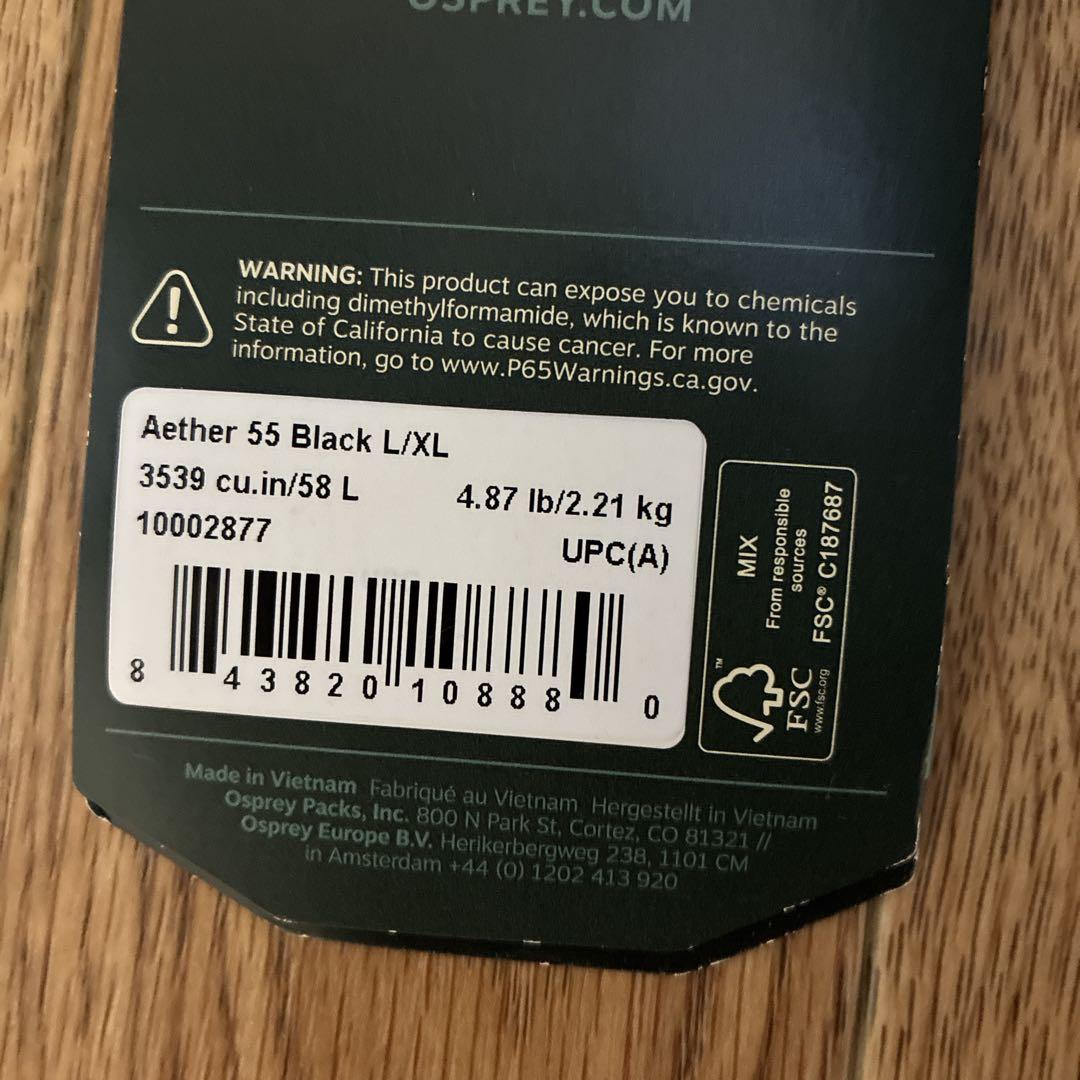 OSPREY.COM
WARNING: This product can expose you to chemicals
including dimethylformamide, which is known to the
State of California to cause cancer. For more
information, go to www.P65Warnings.ca.gov.
Aether 55 Black L/XL
3539 cu.in/58 L 4.87 lb/2.21 kg
10002877 UPC(A)
8 43820 10888 0
MIX
From responsible
sources
FSC® C187687
™
FSC
www.fsc.org
Made in Vietnam Fabriqué au Vietnam Hergestellt in Vietnam
Osprey Packs, Inc. 800 N Park St, Cortez, CO 81321 //
Osprey Europe B.V. Herikerbergweg 238, 1101 CM
in Amsterdam +44 (0) 1202 413 920